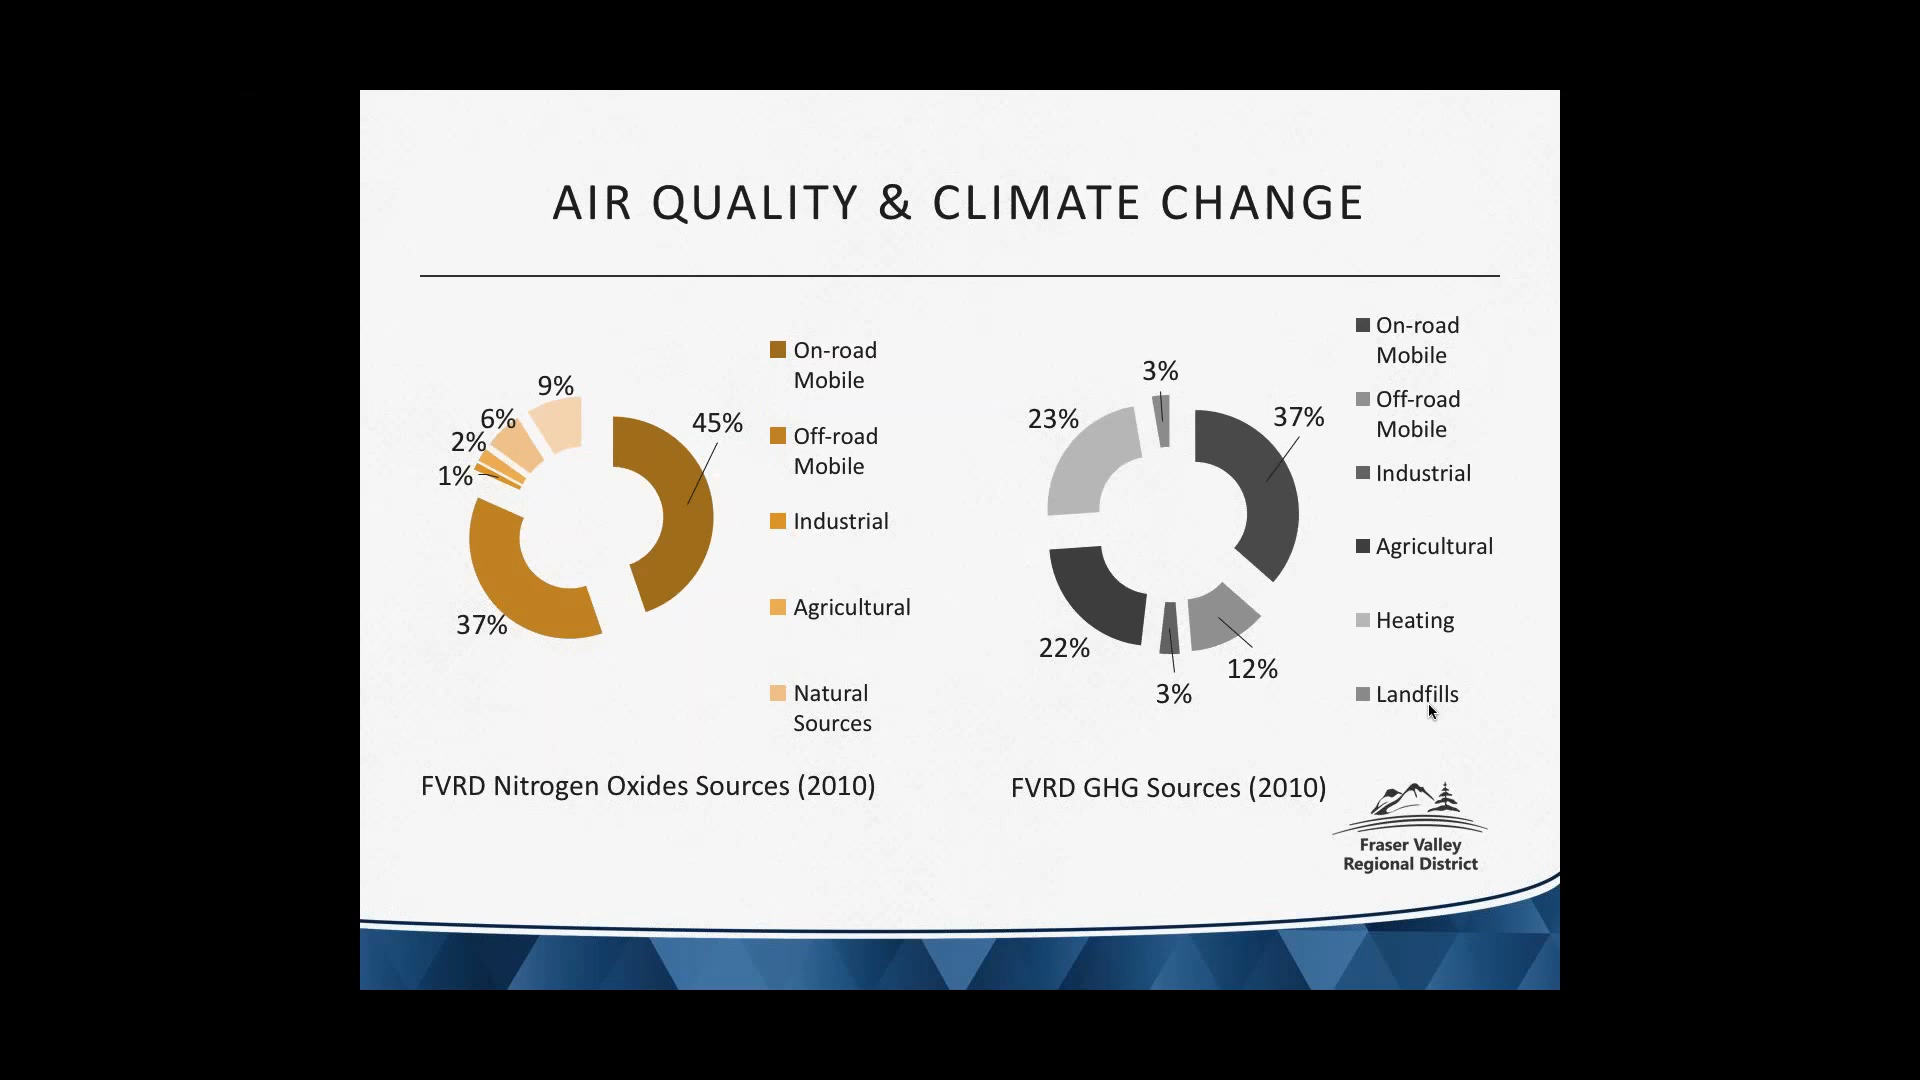 AIR QUALITY & CLIMATE CHANGE
9%
6%
2%
1%
45%
37%
On-road
Mobile
Off-road
Mobile
Industrial
Agricultural
Natural
Sources
FVRD Nitrogen Oxides Sources (2010)
3%
23%
37%
22%
12%
3%
On-road
Mobile
Off-road
Mobile
Industrial
Agricultural
Heating
Landfills
FVRD GHG Sources (2010)
Fraser Valley
Regional District